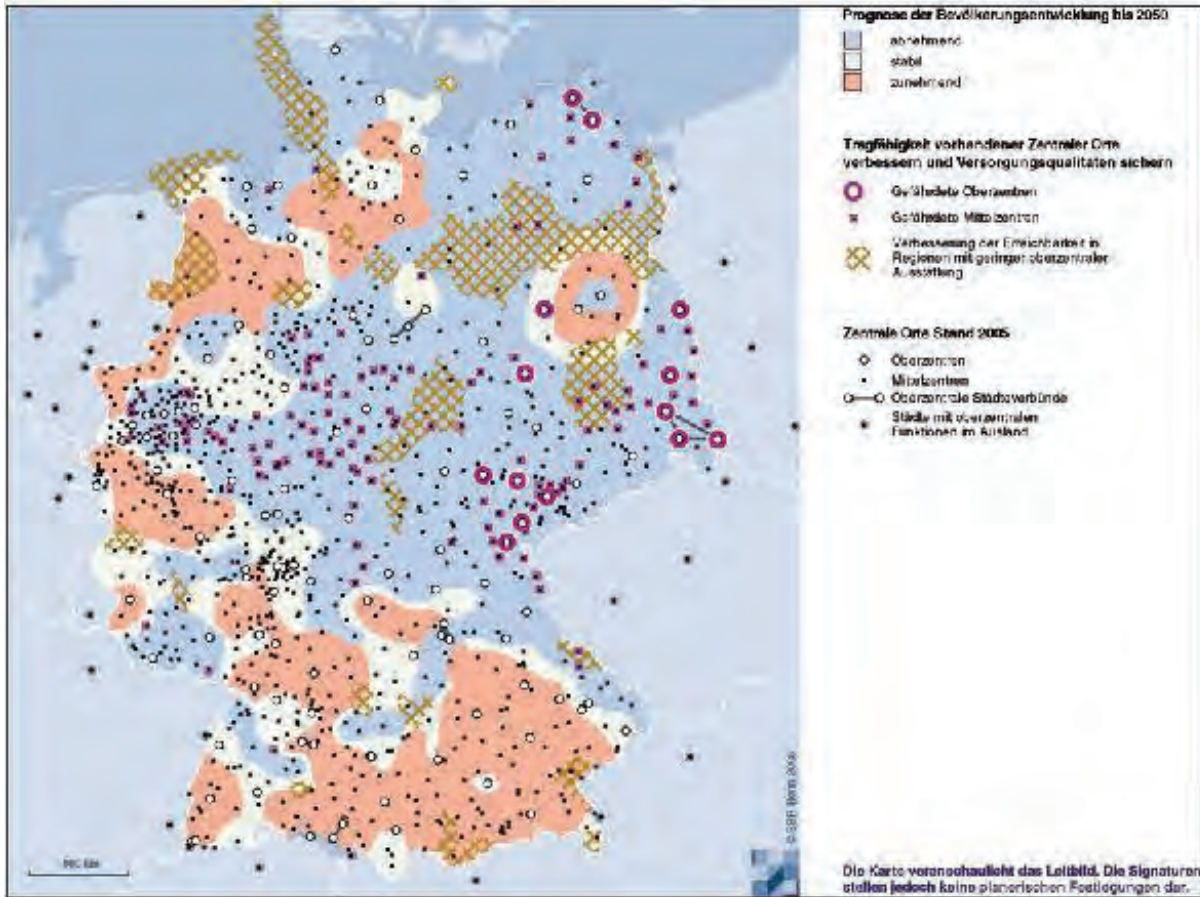 Prognose der Bevölkerungsentwicklung bis 2050
abnehmend
stabil
zunehmend
Tragfähigkeit vorhandener Zentraler Orte
verbessern und Versorgungsqualitäten sichern
Gefährdete Oberzentren
Gefährdete Mittelzentren
Verbesserung der Erreichbarkeit in
Regionen mit geringer oberzentraler
Ausstattung
Zentrale Orte Stand 2005
Oberzentren
Mittelzentren
Oberzentrale Städteverbünde
Städte mit oberzentralen
Funktionen im Ausland
Die Karte veranschaulicht das Leitbild. Die Signaturen
stellen jedoch keine planerischen Festlegungen dar.